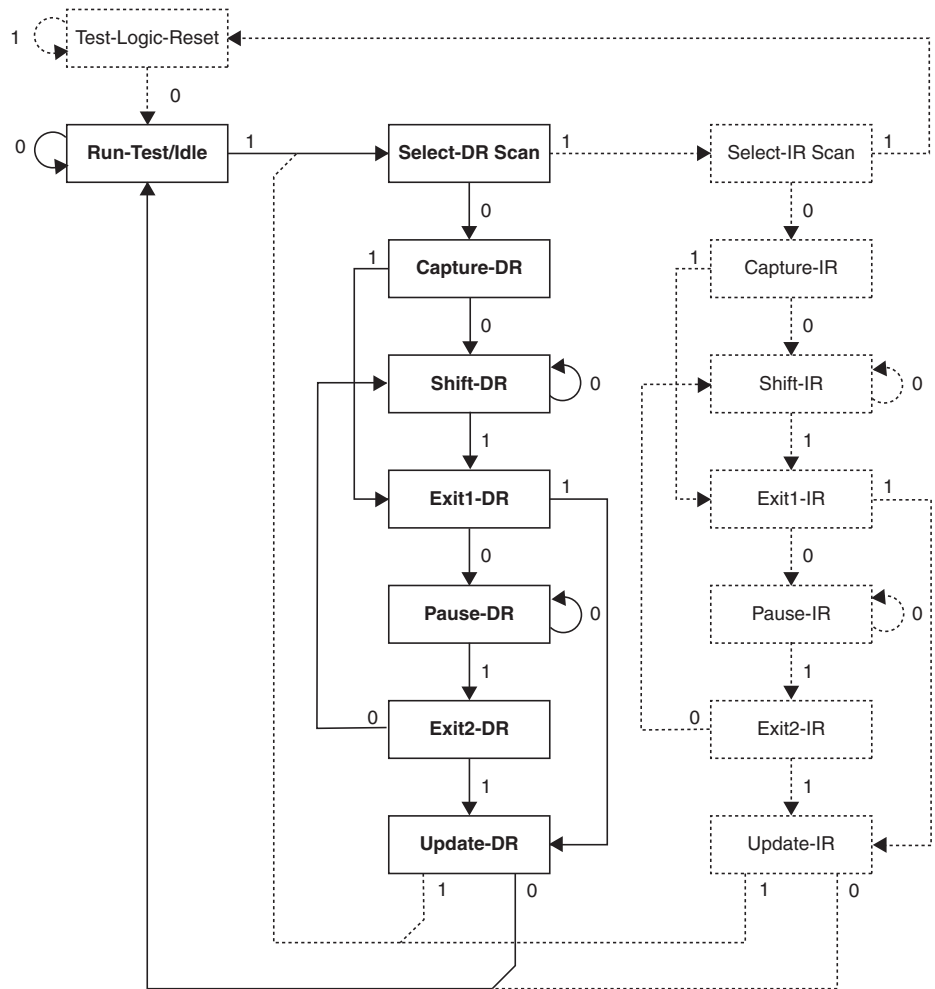 Test-Logic-Reset
1
0
Run-Test/Idle
0
1
Select-DR Scan
1
Select-IR Scan
1
0
0
1
Capture-DR
1
Capture-IR
0
0
Shift-DR
0
Shift-IR
0
1
1
Exit1-DR
1
Exit1-IR
1
0
0
Pause-DR
0
Pause-IR
0
1
1
0
Exit2-DR
0
Exit2-IR
1
1
Update-DR
Update-IR
1
0
1
0